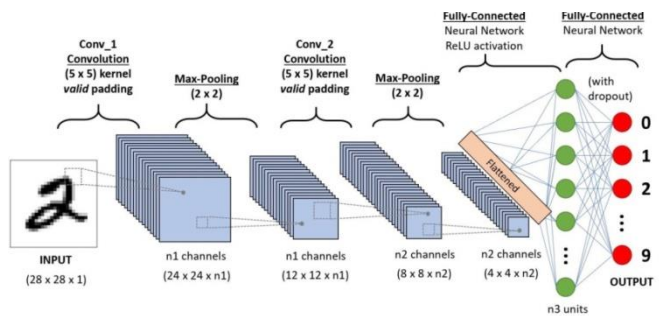 Conv_1
Convolution
(5 x 5) kernel
valid padding
Max-Pooling
(2 x 2)
Conv_2
Convolution
(5 x 5) kernel
valid padding
Max-Pooling
(2 x 2)
Fully-Connected
Neural Network
ReLU activation
Fully-Connected
Neural Network
(with
dropout)
2
INPUT
(28 x 28 x 1)
n1 channels
(24 x 24 x n1)
n1 channels
(12 x 12 x n1)
n2 channels
(8 x 8 x n2)
n2 channels
(4 x 4 x n2)
Flattened
n3 units
0
1
2
9
OUTPUT